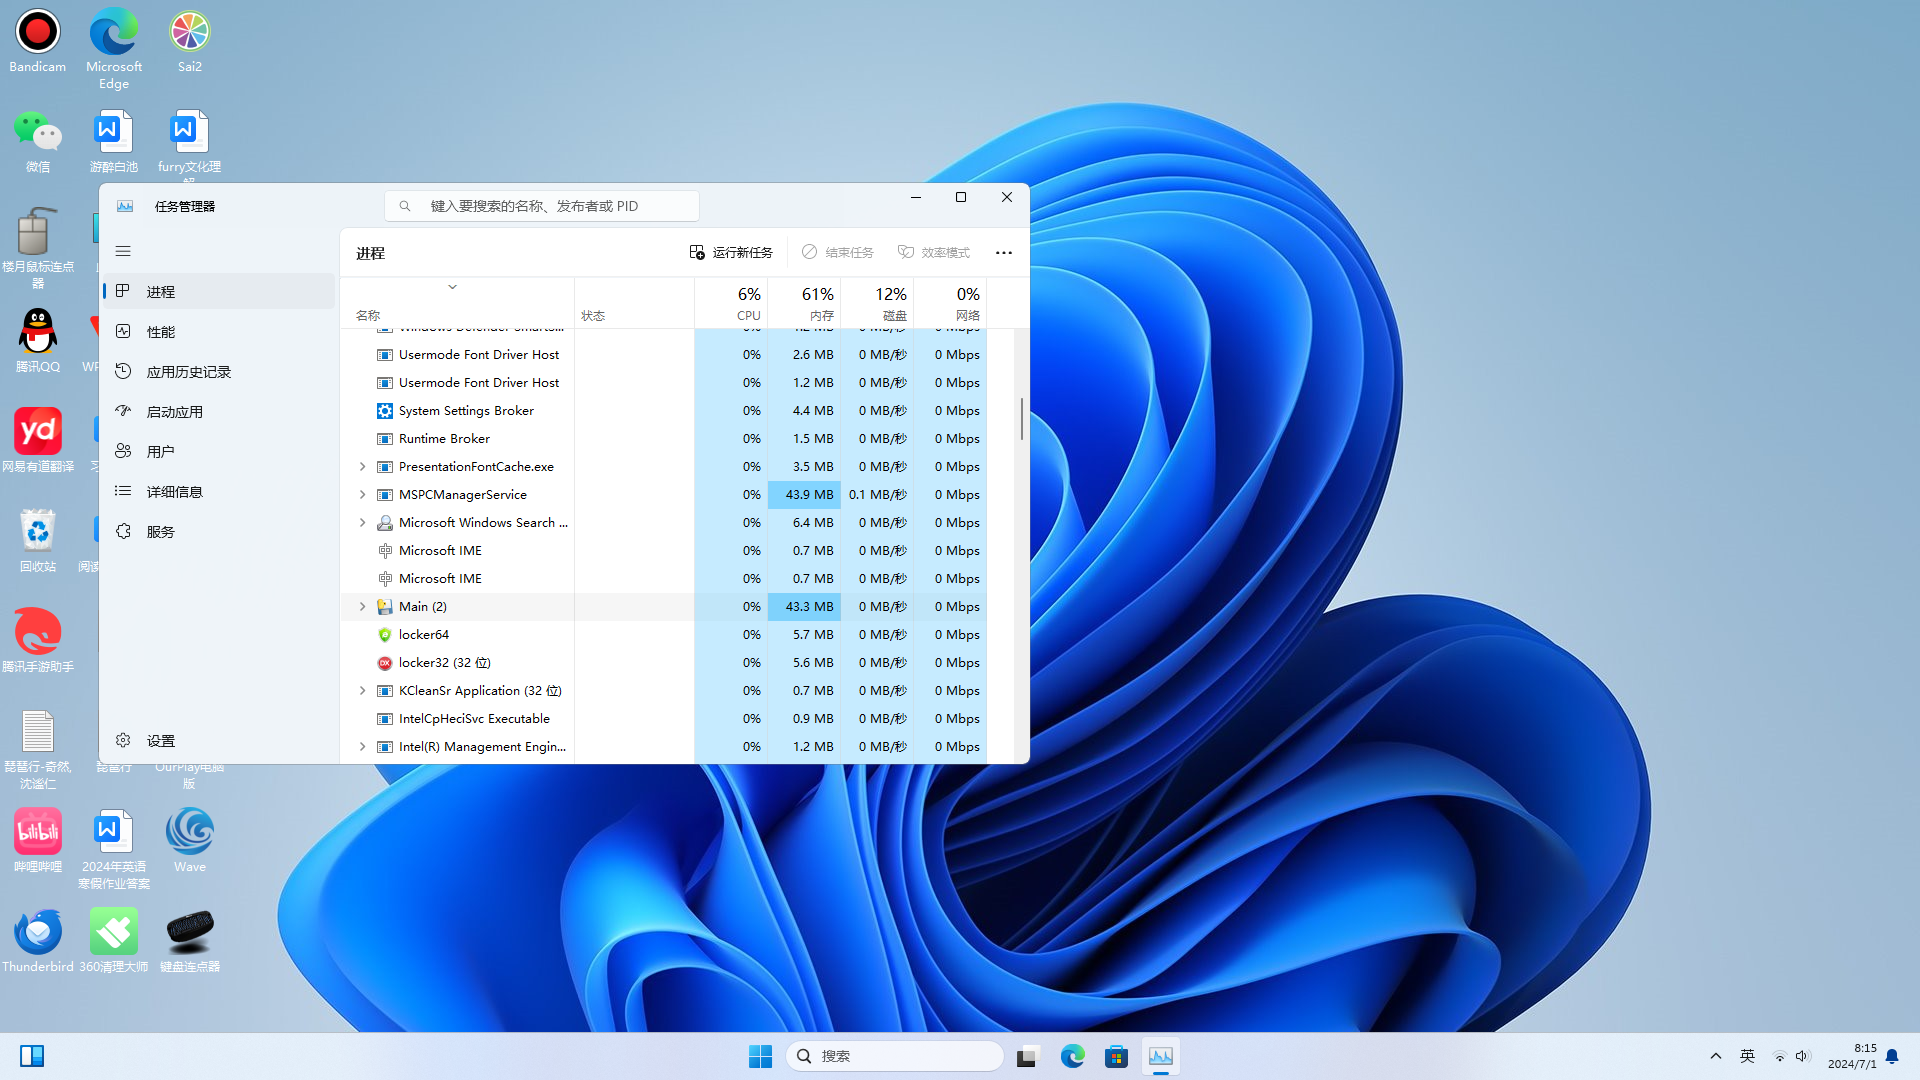 Bandicam
Microsoft
Edge
Sai2
微信
游醉白池
furry文化理
楼月鼠标连点
器
腾讯QQ
网易有道翻译
回收站
腾讯手游助手
琵琶行-奇然,
沈谧仁
琵琶行
OurPlay电脑
版
哔哩哔哩
2024年英语
寒假作业答案
Wave
Thunderbird
360清理大师
键盘连点器
任务管理器
键入要搜索的名称、发布者或 PID
进程
性能
应用历史记录
启动应用
用户
详细信息
服务
设置
进程
运行新任务
结束任务
效率模式
6% 61% 12% 0%
名称 状态 CPU 内存 磁盘 网络
Usermode Font Driver Host 0% 2.6 MB 0 MB/秒 0 Mbps
Usermode Font Driver Host 0% 1.2 MB 0 MB/秒 0 Mbps
System Settings Broker 0% 4.4 MB 0 MB/秒 0 Mbps
Runtime Broker 0% 1.5 MB 0 MB/秒 0 Mbps
PresentationFontCache.exe 0% 3.5 MB 0 MB/秒 0 Mbps
MSPCManagerService 0% 43.9 MB 0.1 MB/秒 0 Mbps
Microsoft Windows Search ... 0% 6.4 MB 0 MB/秒 0 Mbps
Microsoft IME 0% 0.7 MB 0 MB/秒 0 Mbps
Microsoft IME 0% 0.7 MB 0 MB/秒 0 Mbps
Main (2) 0% 43.3 MB 0 MB/秒 0 Mbps
locker64 0% 5.7 MB 0 MB/秒 0 Mbps
locker32 (32 位) 0% 5.6 MB 0 MB/秒 0 Mbps
KCleanSr Application (32 位) 0% 0.7 MB 0 MB/秒 0 Mbps
IntelCpHeciSvc Executable 0% 0.9 MB 0 MB/秒 0 Mbps
Intel(R) Management Engin... 0% 1.2 MB 0 MB/秒 0 Mbps
搜索
英
8:15
2024/7/1